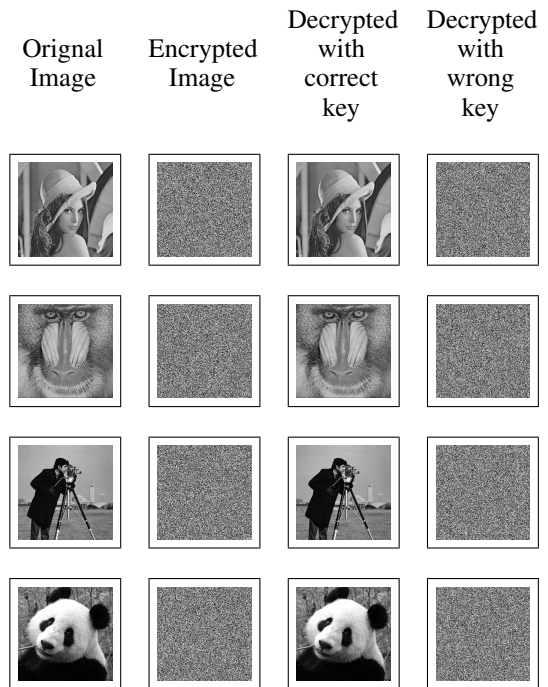 Orignal
Image
Encrypted
Image
Decrypted
with
correct
key
Decrypted
with
wrong
key